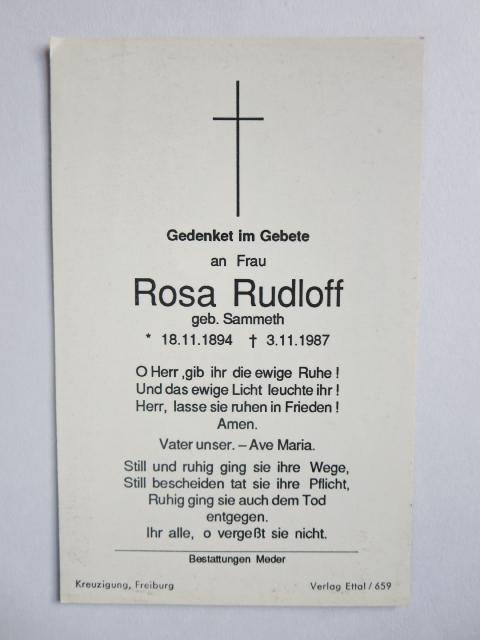 Gedenket im Gebete
an Frau
Rosa Rudloff
geb. Sammeth
* 18.11.1894 † 3.11.1987
O Herr ,gib ihr die ewige Ruhe !
Und das ewige Licht leuchte ihr !
Herr, lasse sie ruhen in Frieden !
Amen.
Vater unser. – Ave Maria.
Still und ruhig ging sie ihre Wege,
Still bescheiden tat sie ihre Pflicht,
Ruhig ging sie auch dem Tod
entgegen.
Ihr alle, o vergeßt sie nicht.
Bestattungen Meder
Kreuzigung, Freiburg
Verlag Ettal / 659